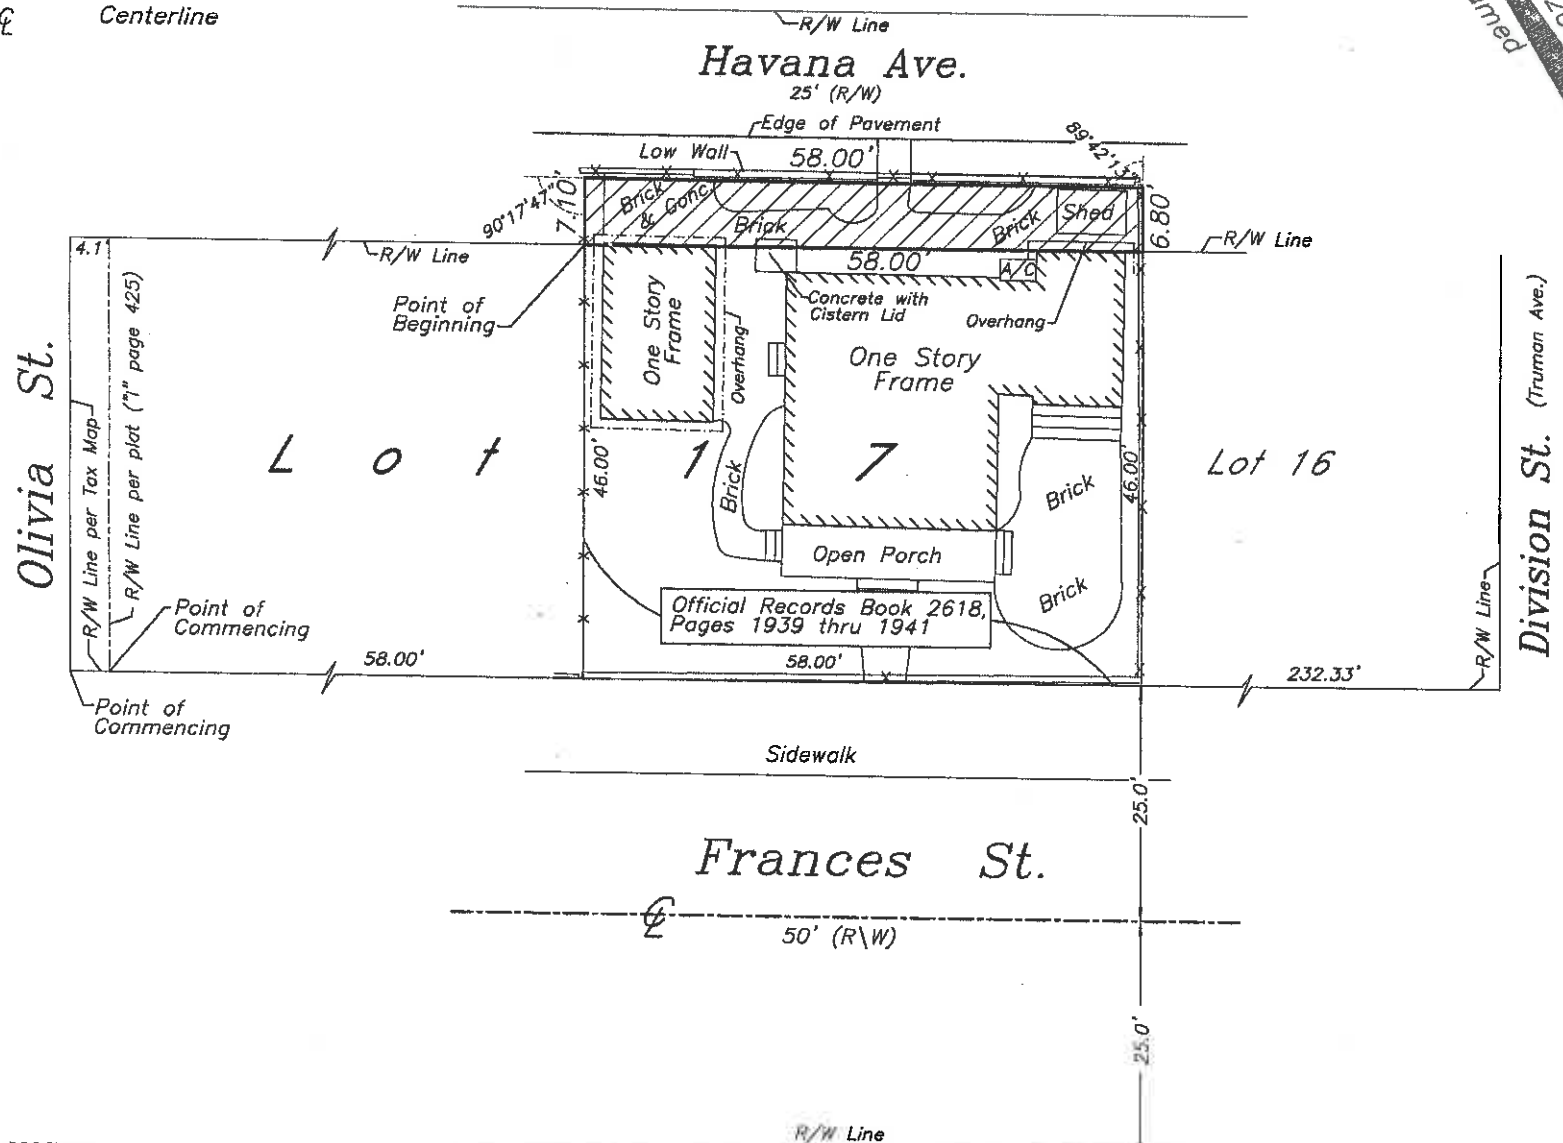 ℄ Centerline
R/W Line
Havana Ave.
25' (R/W)
Edge of Pavement
Low Wall
58.00'
89°42'13"
90°17'47"
7.10'
Brick
& Conc.
Brick
Brick
Shed
6.80'
4.1
R/W Line
R/W Line
58.00'
A/C
Point of
Beginning
One Story
Frame
Overhang
Concrete with
Cistern Lid
Overhang
One Story
Frame
Olivia St.
R/W Line per Tax Map
R/W Line per plat ("I" page 425)
Lot 17
46.00'
Brick
Brick
46.00'
Lot 16
Division St. (Truman Ave.)
R/W Line
Open Porch
Brick
Point of
Commencing
Official Records Book 2618,
Pages 1939 thru 1941
58.00'
58.00'
232.33'
Point of
Commencing
Sidewalk
25.0'
Frances St.
℄
50' (R\W)
25.0'
R/W Line